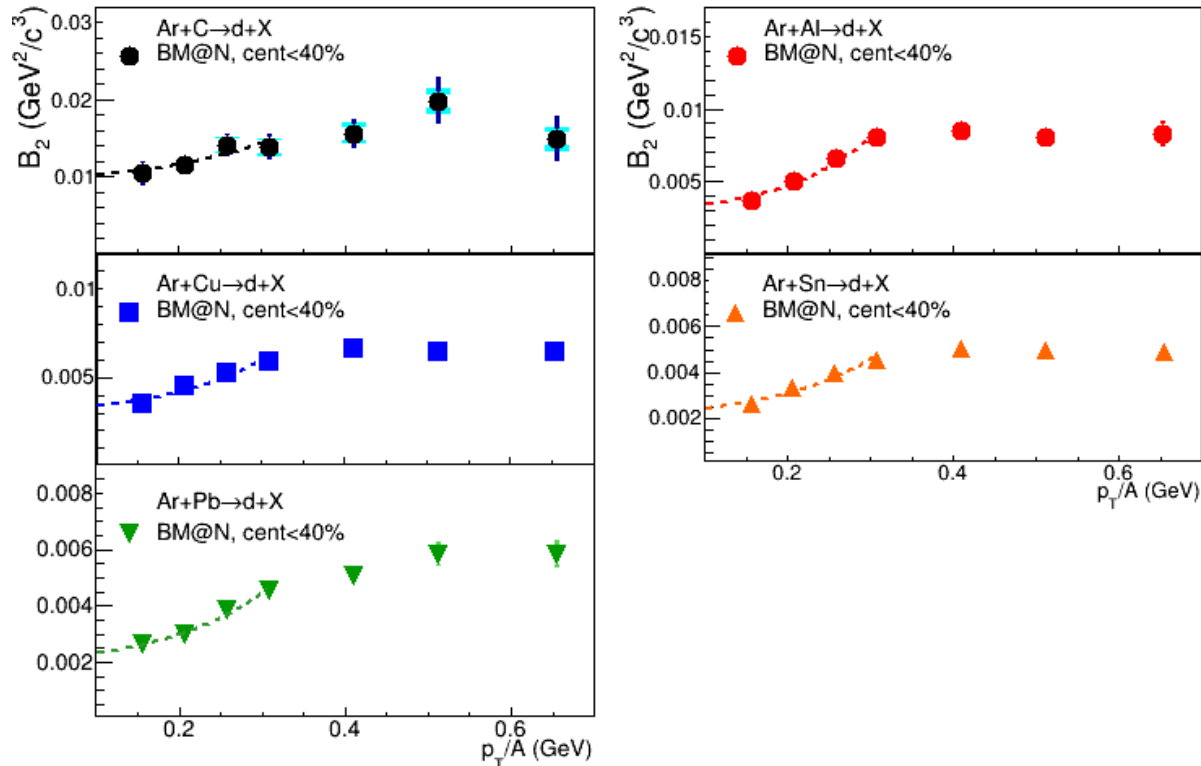 B2 (GeV²/c³)
0.03
0.02
0.01
Ar+C→d+X
BM@N, cent<40%
B2 (GeV²/c³)
0.015
0.01
0.005
Ar+Al→d+X
BM@N, cent<40%
0.01
0.005
Ar+Cu→d+X
BM@N, cent<40%
0.008
0.006
0.004
0.002
Ar+Sn→d+X
BM@N, cent<40%
0.2 0.4 0.6
pT/A (GeV)
0.008
0.006
0.004
0.002
Ar+Pb→d+X
BM@N, cent<40%
0.2 0.4 0.6
pT/A (GeV)